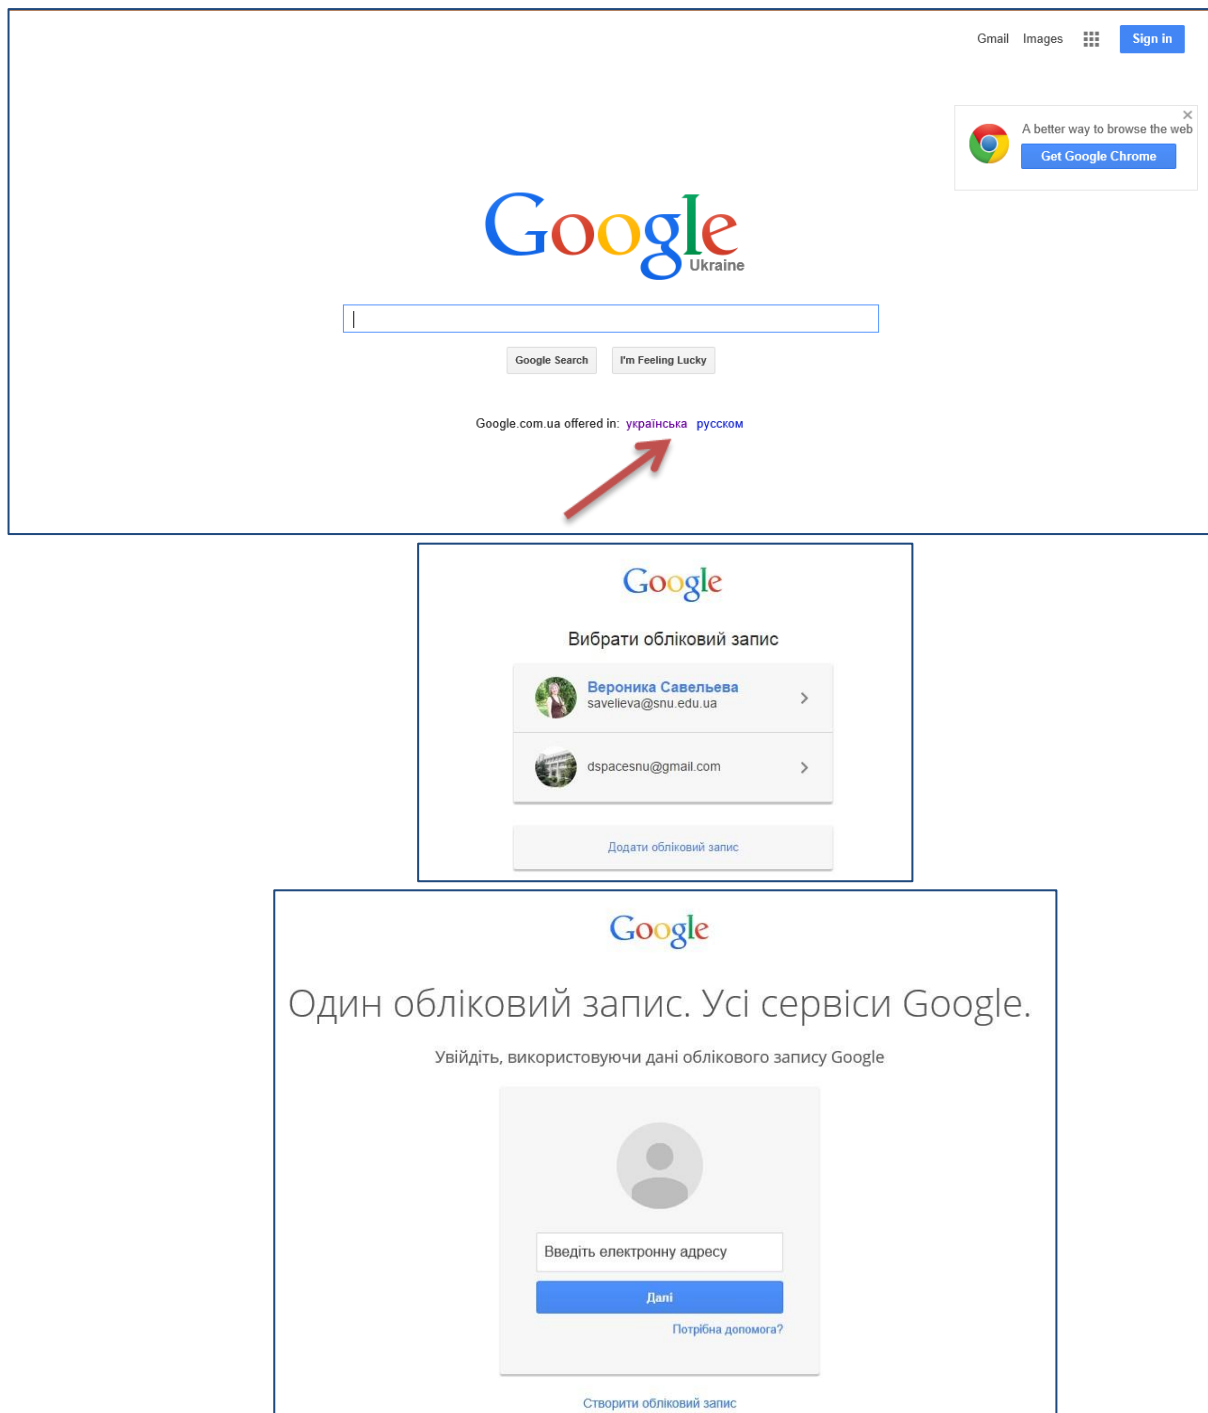 Gmail Images Sign in
A better way to browse the web
Get Google Chrome
Google
Ukraine
Google Search I'm Feeling Lucky
Google.com.ua offered in: українська русском
Google
Вибрати обліковий запис
Вероника Савельева
savelieva@snu.edu.ua
dspacesnu@gmail.com
Додати обліковий запис
Google
Один обліковий запис. Усі сервіси Google.
Увійдіть, використовуючи дані облікового запису Google
Введіть електронну адресу
Далі
Потрібна допомога?
Створити обліковий запис